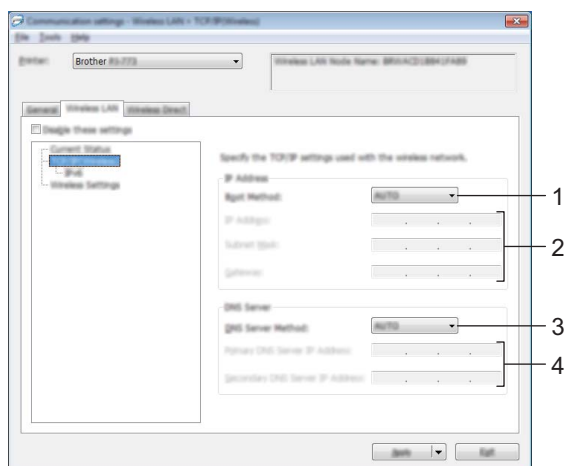 Communication settings - Wireless LAN > TCP/IP(Wireless)
File Tools Help
Printer: Brother RJ-773
Wireless LAN Node Name:
General Wireless LAN Wireless Direct
Disable these settings
Current Status
TCP/IP(Wireless)
IPv6
Wireless Settings
Specify the TCP/IP settings used with the wireless network.
IP Address
Boot Method: AUTO 1
IP Address: 2
Subnet Mask:
Gateway:
DNS Server
DNS Server Method: AUTO 3
Primary DNS Server IP Address: 4
Secondary DNS Server IP Address:
Apply Exit